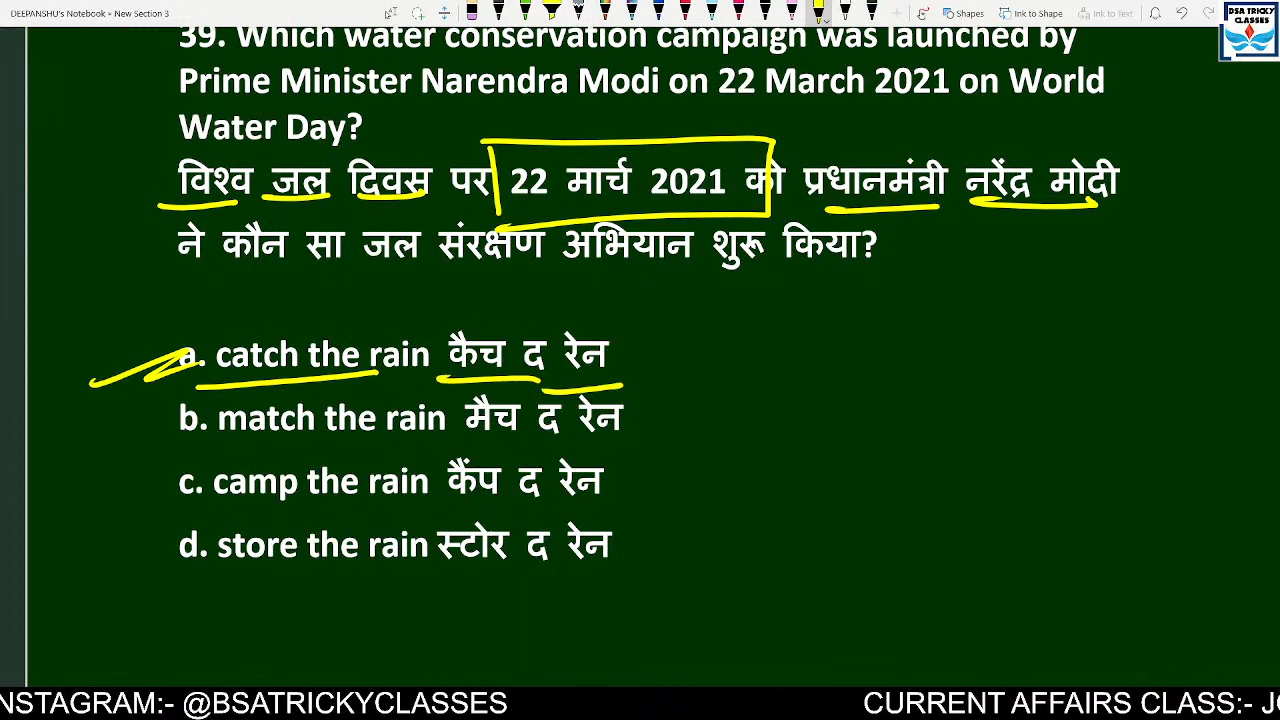 DEEPANSHU's Notebook » New Section 3
Shapes
Ink to Shape
Ink to Text
DSA TRICKY
CLASSES
39. Which water conservation campaign was launched by
Prime Minister Narendra Modi on 22 March 2021 on World
Water Day?
विश्व जल दिवस पर 22 मार्च 2021 को प्रधानमंत्री नरेंद्र मोदी
ने कौन सा जल संरक्षण अभियान शुरू किया?
a. catch the rain कैच द रेन
b. match the rain मैच द रेन
c. camp the rain कैंप द रेन
d. store the rain स्टोर द रेन
NSTAGRAM:- @BSATRICKYCLASSES
CURRENT AFFAIRS CLASS:-